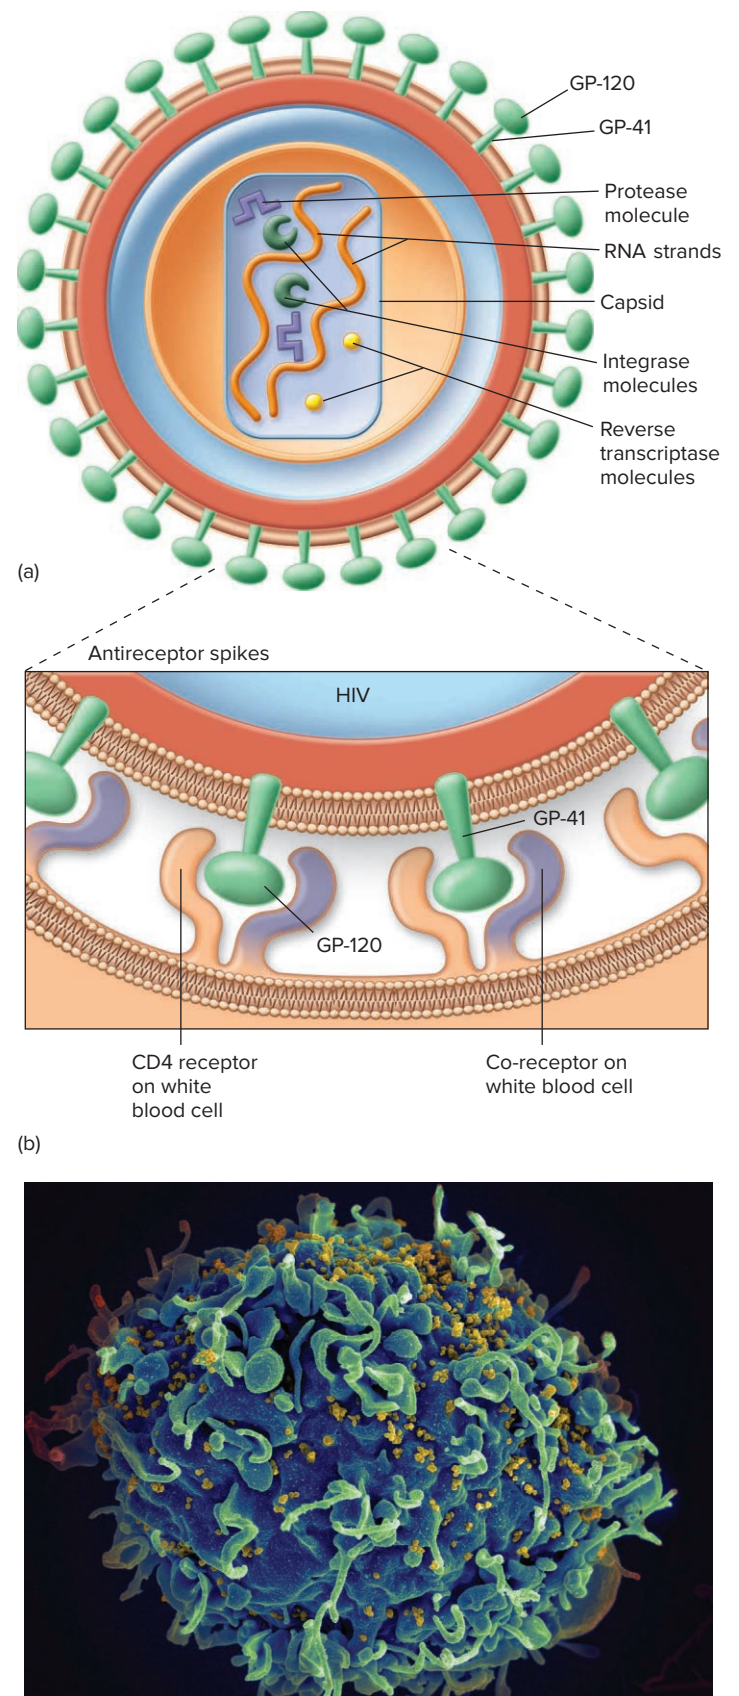 GP-120
GP-41
Protease
molecule
RNA strands
Capsid
Integrase
molecules
Reverse
transcriptase
molecules
(a)
Antireceptor spikes
HIV
GP-41
GP-120
CD4 receptor
on white
blood cell
Co-receptor on
white blood cell
(b)